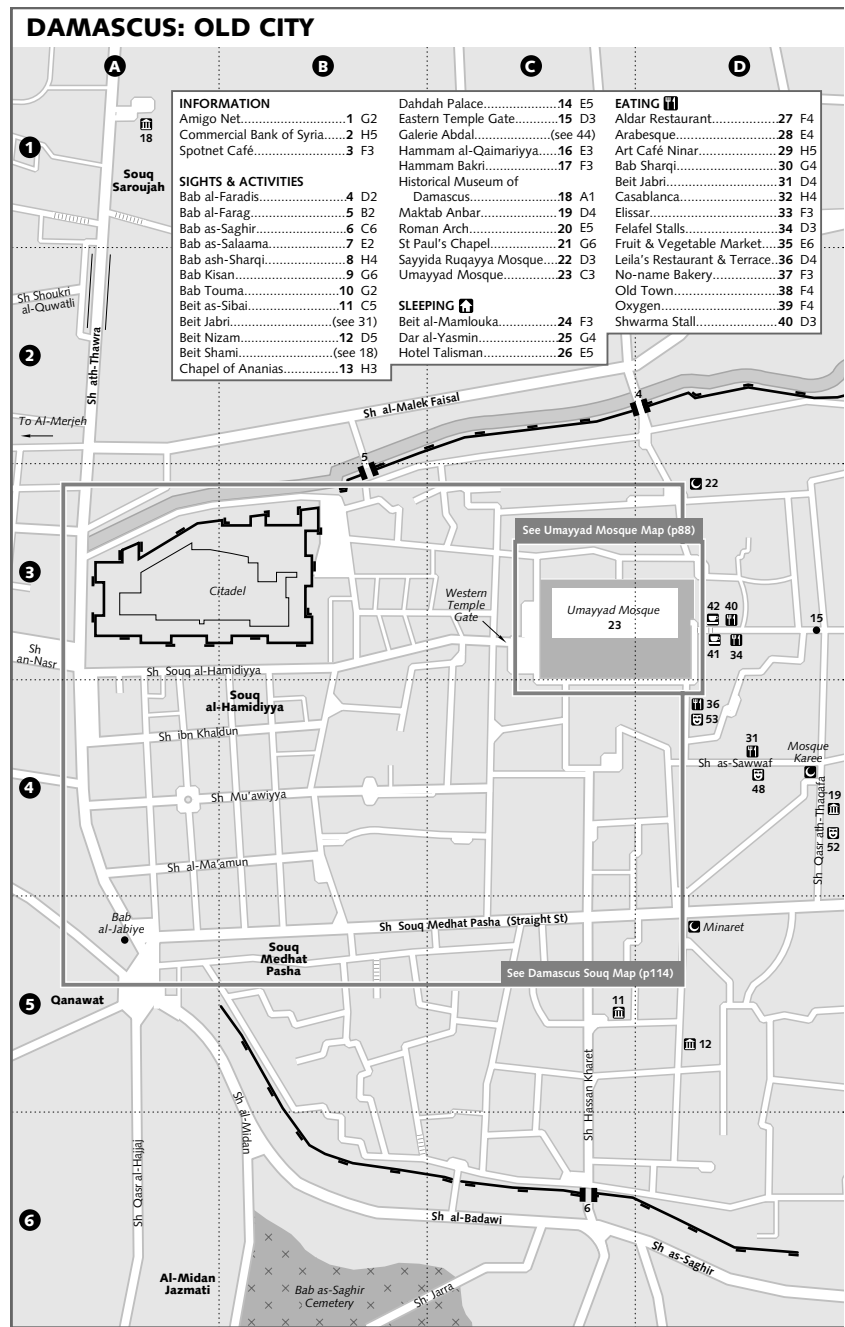 DAMASCUS: OLD CITY
A
B
C
D
INFORMATION
Amigo Net....................1 G2
Commercial Bank of Syria....2 H5
Spotnet Café..................3 F3
SIGHTS & ACTIVITIES
Bab al-Faradis................4 D2
Bab al-Farag..................5 B2
Bab as-Saghir.................6 C6
Bab as-Salaama................7 E2
Bab ash-Sharqi................8 H4
Bab Kisan.....................9 G6
Bab Touma....................10 G2
Beit as-Sibai................11 C5
Beit Jabri...............(see 31)
Beit Nizam...................12 D5
Beit Shami...............(see 18)
Chapel of Ananias............13 H3
Dahdah Palace................14 E5
Eastern Temple Gate..........15 D3
Galerie Abdal............(see 44)
Hammam al-Qaimariyya.........16 E3
Hammam Bakri.................17 F3
Historical Museum of
Damascus.....................18 A1
Maktab Anbar.................19 D4
Roman Arch...................20 E5
St Paul's Chapel.............21 G6
Sayyida Ruqayya Mosque...22 D3
Umayyad Mosque...............23 C3
SLEEPING
Beit al-Mamlouka.............24 F3
Dar al-Yasmin................25 G4
Hotel Talisman...............26 E5
EATING
Aldar Restaurant.............27 F4
Arabesque....................28 E4
Art Café Ninar...............29 H5
Bab Sharqi...................30 G4
Beit Jabri...................31 D4
Casablanca...................32 H4
Elissar......................33 F3
Felafel Stalls...............34 D3
Fruit & Vegetable Market....35 E6
Leila's Restaurant & Terrace..36 D4
No-name Bakery...............37 F3
Old Town.....................38 F4
Oxygen.......................39 F4
Shwarma Stall................40 D3
1
18
Souq
Saroujah
Sh Shoukri
al-Quwatli
2
Sh ath-Thawra
Sh al-Malek Faisal
4
To Al-Merjeh
5
22
See Umayyad Mosque Map (p88)
3
Citadel
Western
Temple
Gate
Umayyad Mosque
23
42 40
15
41 34
Sh
an-Nasr
Sh Souq al-Hamidiyya
Souq
al-Hamidiyya
36
53
Sh ibn Khaldun
31
Sh as-Sawwaf
Mosque
Karee
48
4
Sh Mu'awiyya
19
52
Sh Qasr ath-Thaqafa
Sh al-Ma'amun
Bab
al-Jabiye
Sh Souq Medhat Pasha (Straight St)
Minaret
Souq
Medhat
Pasha
See Damascus Souq Map (p114)
5
Qanawat
11
12
Sh Hassan Kharet
Sh al-Midan
Sh Qasr al-Hajjaj
6
6
Sh al-Badawi
Sh as-Saghir
Al-Midan
Jazmati
Bab as-Saghir
Cemetery
Sh Jarra